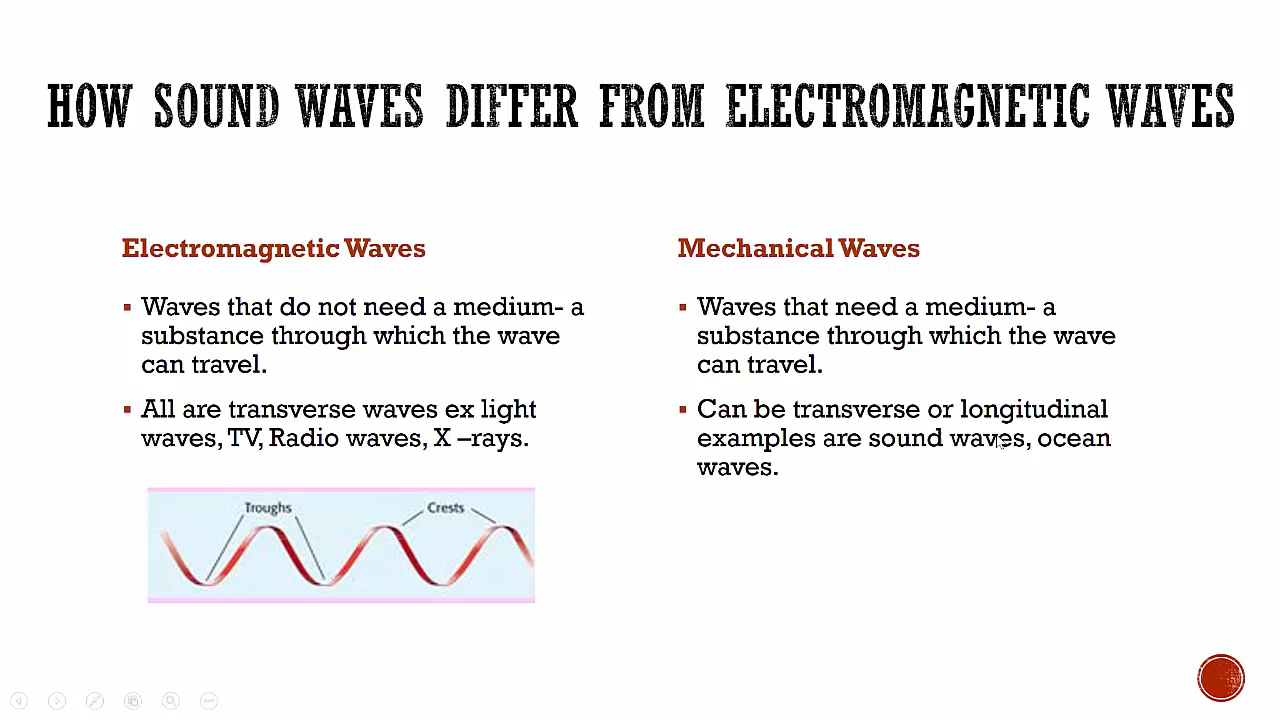 HOW SOUND WAVES DIFFER FROM ELECTROMAGNETIC WAVES
Electromagnetic Waves
▪ Waves that do not need a medium- a
substance through which the wave
can travel.
▪ All are transverse waves ex light
waves, TV, Radio waves, X –rays.
Troughs
Crests
Mechanical Waves
▪ Waves that need a medium- a
substance through which the wave
can travel.
▪ Can be transverse or longitudinal
examples are sound waves, ocean
waves.